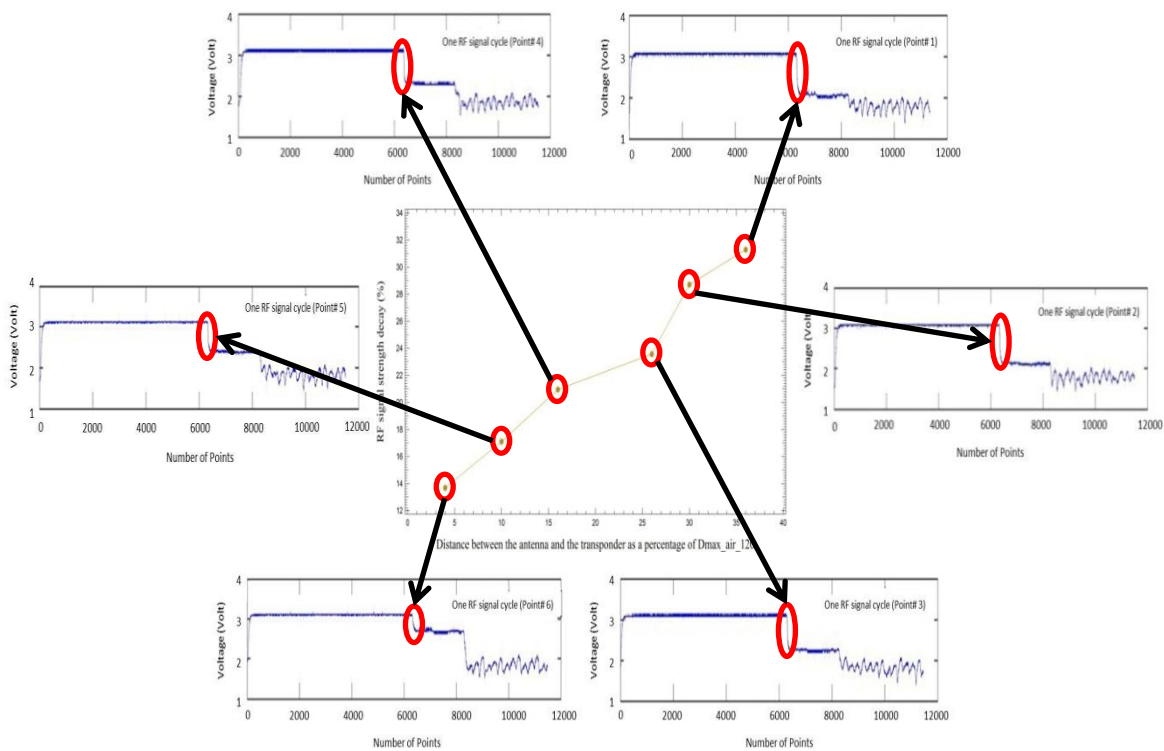 One RF signal cycle (Point# 4)
Voltage (Volt)
4
3
2
1
0 2000 4000 6000 8000 10000 12000
Number of Points
One RF signal cycle (Point# 1)
Voltage (Volt)
4
3
2
1
0 2000 4000 6000 8000 10000 12000
Number of Points
One RF signal cycle (Point# 5)
Voltage (Volt)
4
3
2
1
0 2000 4000 6000 8000 10000 12000
Number of Points
RF signal strength decay (%)
34
32
30
28
26
24
22
20
18
16
14
12
0 5 10 15 20 25 30 35 40
Distance between the antenna and the transponder as a percentage of Dmax_air_120
One RF signal cycle (Point# 2)
Voltage (Volt)
4
3
2
1
0 2000 4000 6000 8000 10000 12000
Number of Points
One RF signal cycle (Point# 6)
Voltage (Volt)
4
3
2
1
0 2000 4000 6000 8000 10000 12000
Number of Points
One RF signal cycle (Point# 3)
Voltage (Volt)
4
3
2
1
0 2000 4000 6000 8000 10000 12000
Number of Points